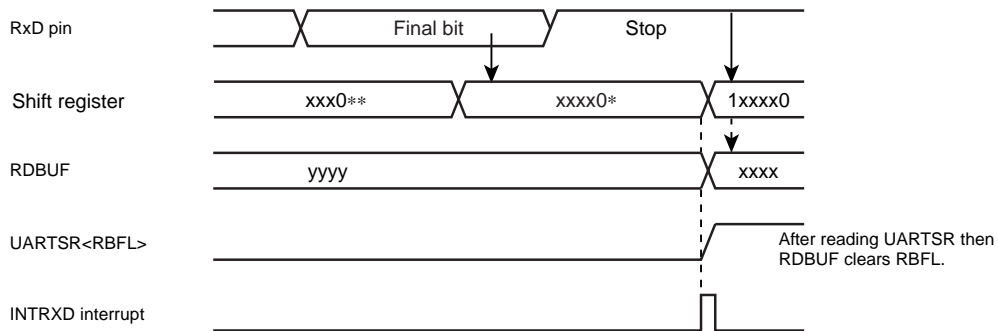 RxD pin
Final bit
Stop
Shift register
xxx0**
xxxx0*
1xxxx0
RDBUF
yyyy
xxxx
UARTSR<RBFL>
After reading UARTSR then
RDBUF clears RBFL.
INTRXD interrupt